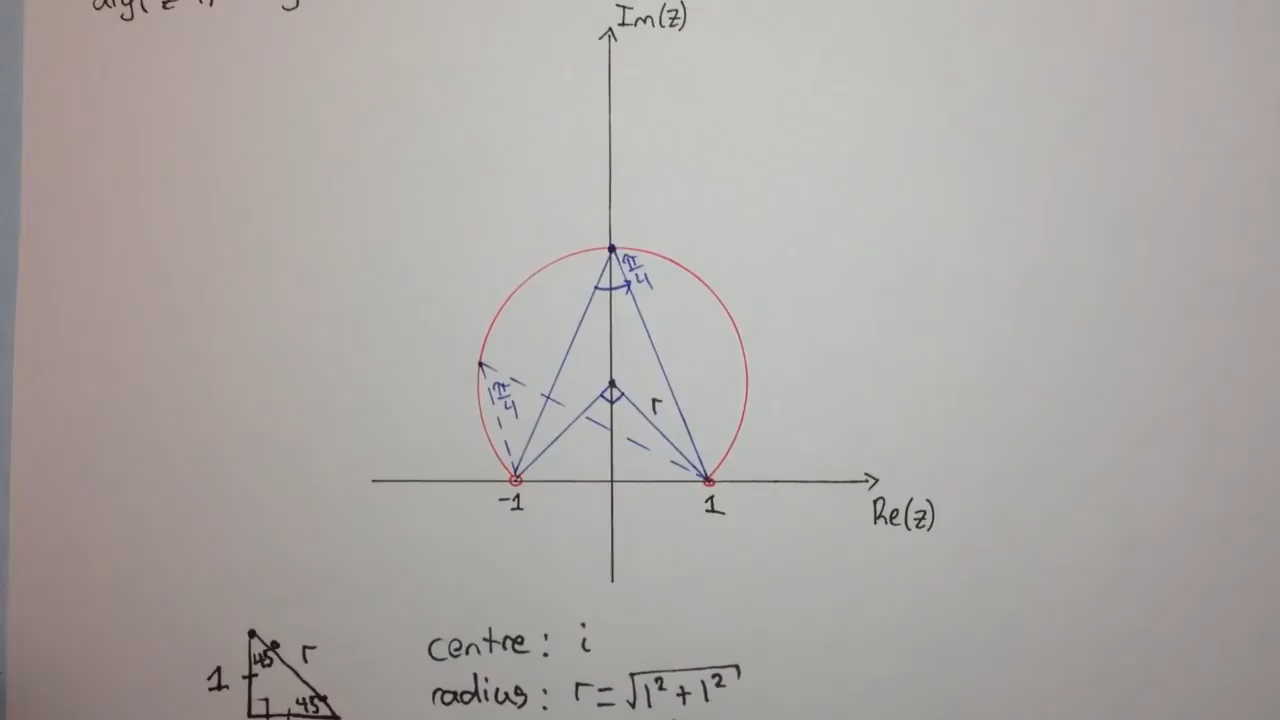 Im(z)
π/4
π/4
r
-1
1
Re(z)
45
r
1
45
centre: i
radius: r = √1² + 1²